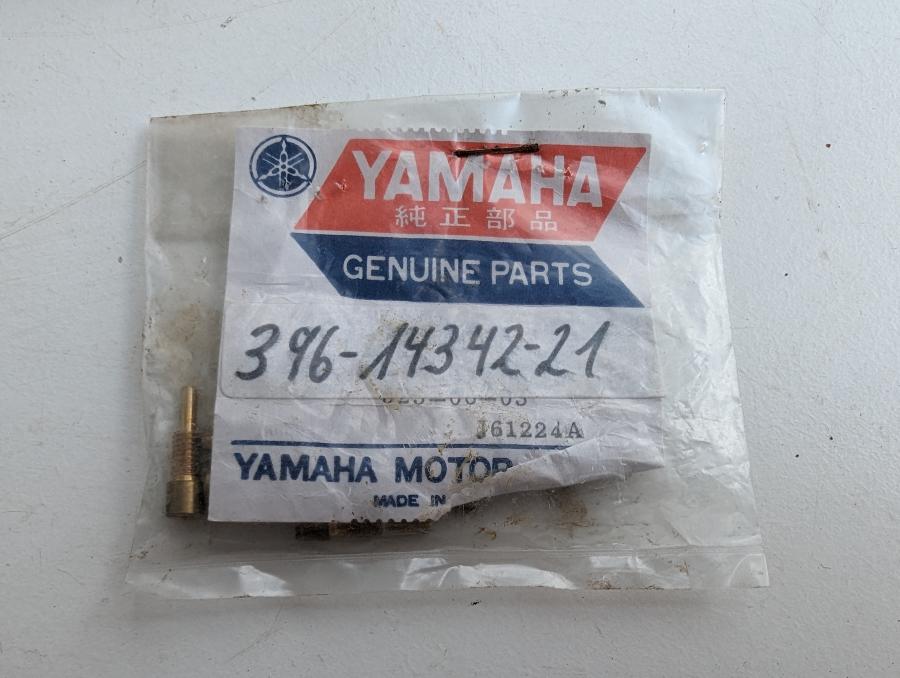 YAMAHA
純正部品
GENUINE PARTS
396-14342-21
J61224A
YAMAHA MOTOR
MADE IN